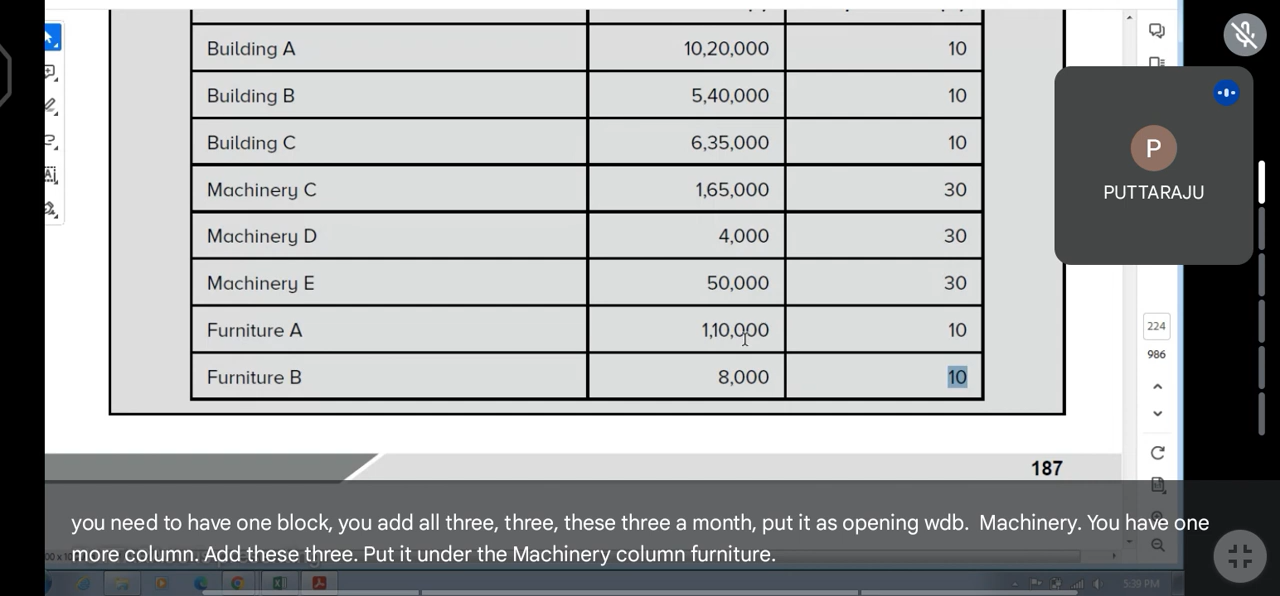 Building A 10,20,000 10
Building B 5,40,000 10
Building C 6,35,000 10
Machinery C 1,65,000 30
Machinery D 4,000 30
Machinery E 50,000 30
Furniture A 1,10,000 10
Furniture B 8,000 10
187
P
PUTTARAJU
224
986
you need to have one block, you add all three, three, these three a month, put it as opening wdb.  Machinery. You have one
more column. Add these three. Put it under the Machinery column furniture.
5:39 PM